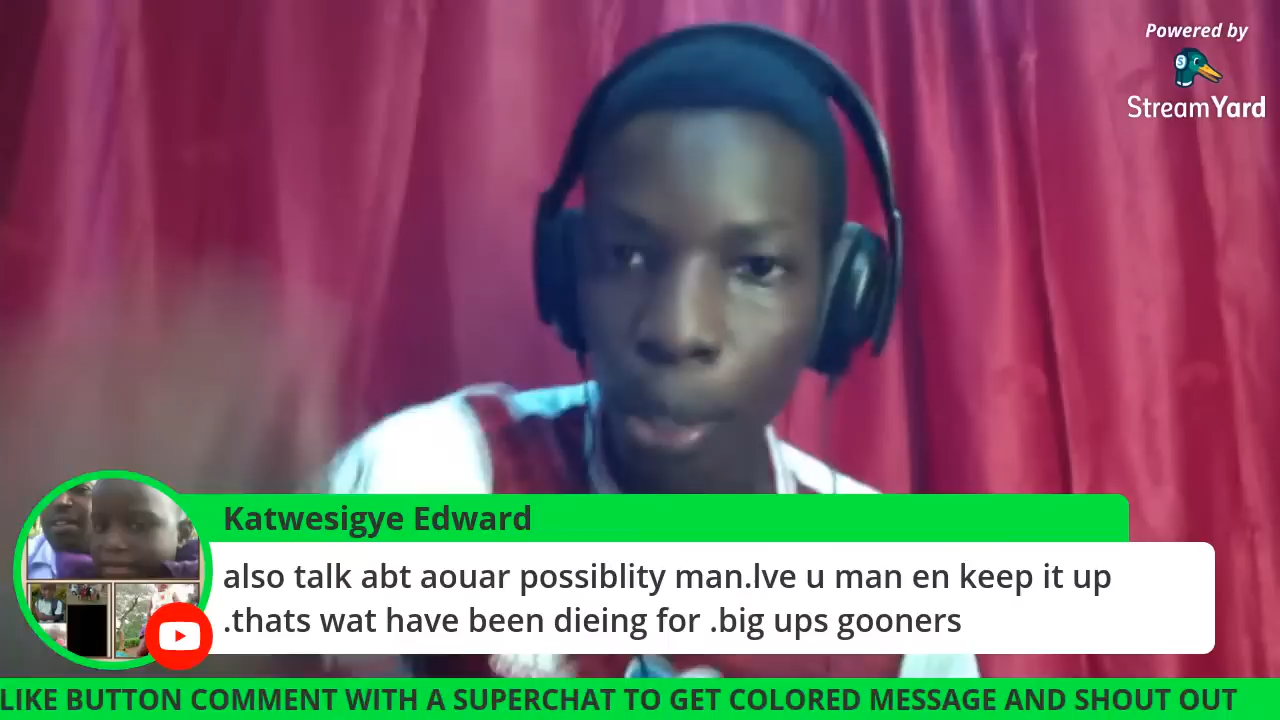 Powered by
StreamYard
Katwesigye Edward
also talk abt aouar possiblity man.lve u man en keep it up
.thats wat have been dieing for .big ups gooners
LIKE BUTTON COMMENT WITH A SUPERCHAT TO GET COLORED MESSAGE AND SHOUT OUT